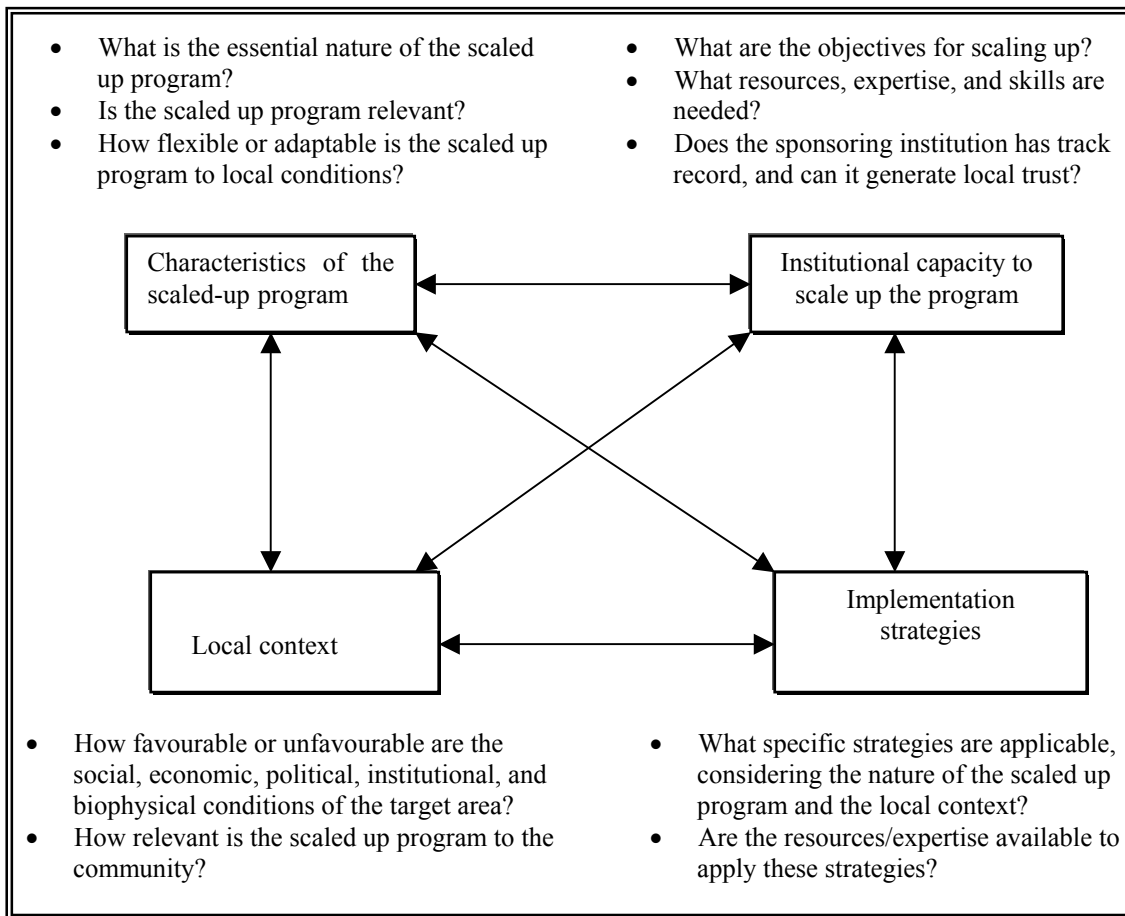 • What is the essential nature of the scaled
up program?
• Is the scaled up program relevant?
• How flexible or adaptable is the scaled up
program to local conditions?
• What are the objectives for scaling up?
• What resources, expertise, and skills are
needed?
• Does the sponsoring institution has track
record, and can it generate local trust?
Characteristics of the
scaled-up program
Institutional capacity to
scale up the program
Local context
Implementation
strategies
• How favourable or unfavourable are the
social, economic, political, institutional, and
biophysical conditions of the target area?
• How relevant is the scaled up program to the
community?
• What specific strategies are applicable,
considering the nature of the scaled up
program and the local context?
• Are the resources/expertise available to
apply these strategies?